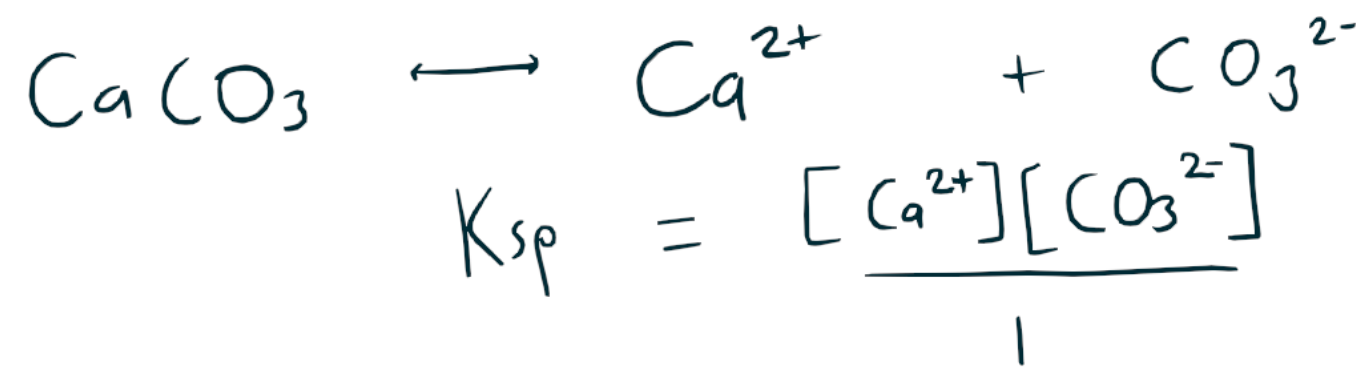 CaCO₃ ⟷ Ca²⁺ + CO₃²⁻
Ksp = [Ca²⁺][CO₃²⁻]
1